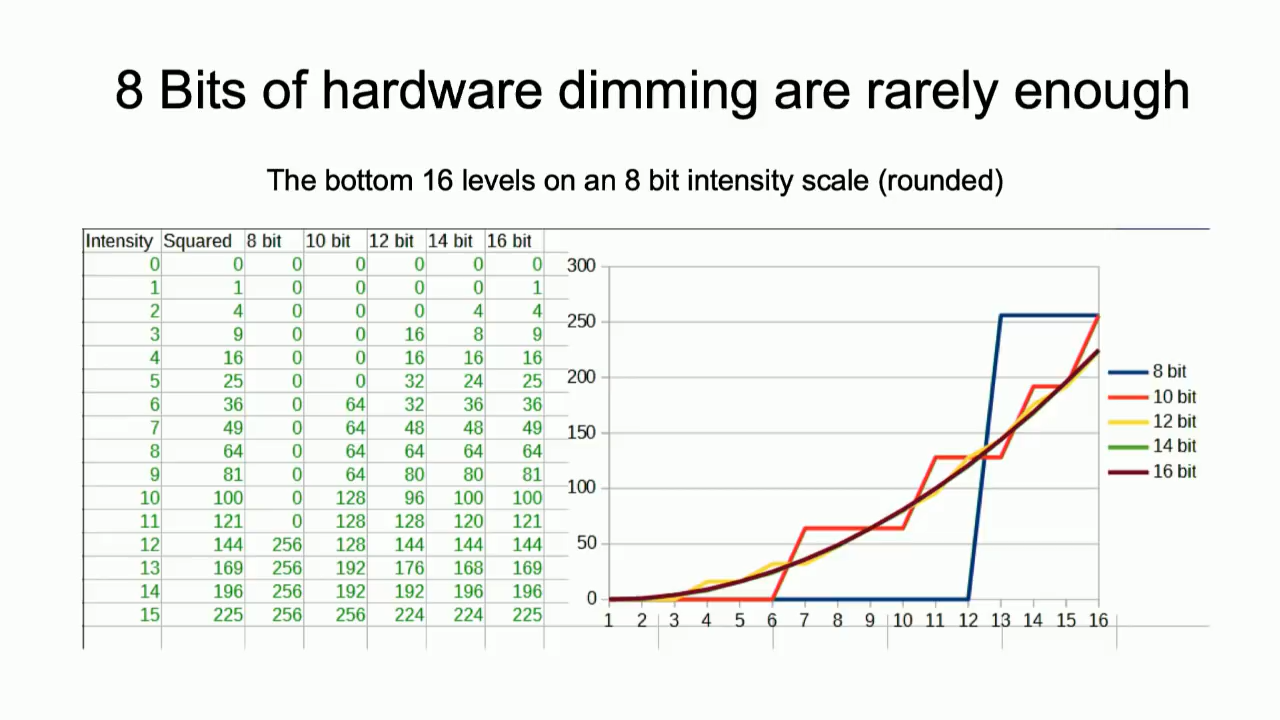 8 Bits of hardware dimming are rarely enough
The bottom 16 levels on an 8 bit intensity scale (rounded)
Intensity Squared 8 bit 10 bit 12 bit 14 bit 16 bit
0 0 0 0 0 0 0
1 1 0 0 0 0 1
2 4 0 0 0 4 4
3 9 0 0 16 8 9
4 16 0 0 16 16 16
5 25 0 0 32 24 25
6 36 0 64 32 36 36
7 49 0 64 48 48 49
8 64 0 64 64 64 64
9 81 0 64 80 80 81
10 100 0 128 96 100 100
11 121 0 128 128 120 121
12 144 256 128 144 144 144
13 169 256 192 176 168 169
14 196 256 192 192 196 196
15 225 256 256 224 224 225
300
250
200
150
100
50
0
1 2 3 4 5 6 7 8 9 10 11 12 13 14 15 16
8 bit
10 bit
12 bit
14 bit
16 bit